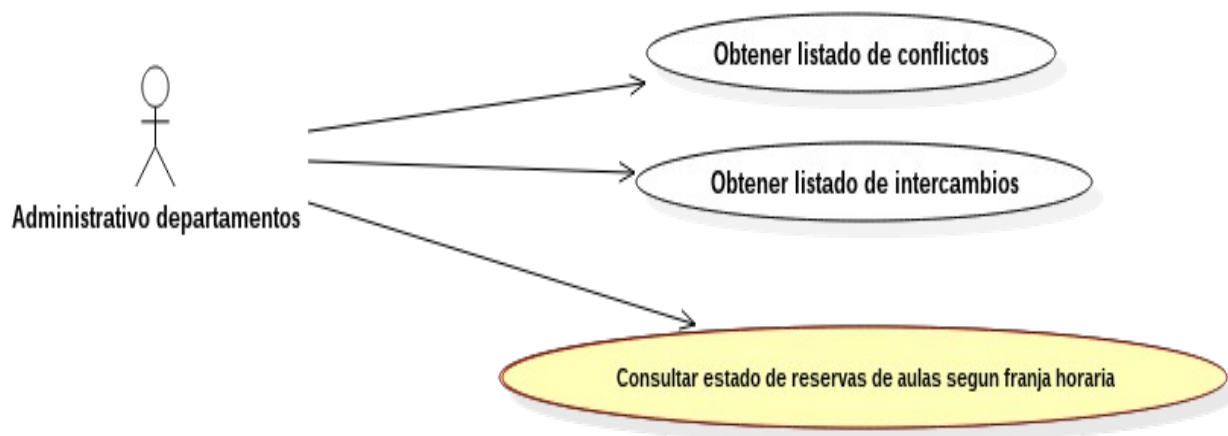 Obtener listado de conflictos
Obtener listado de intercambios
Administrativo departamentos
Consultar estado de reservas de aulas segun franja horaria